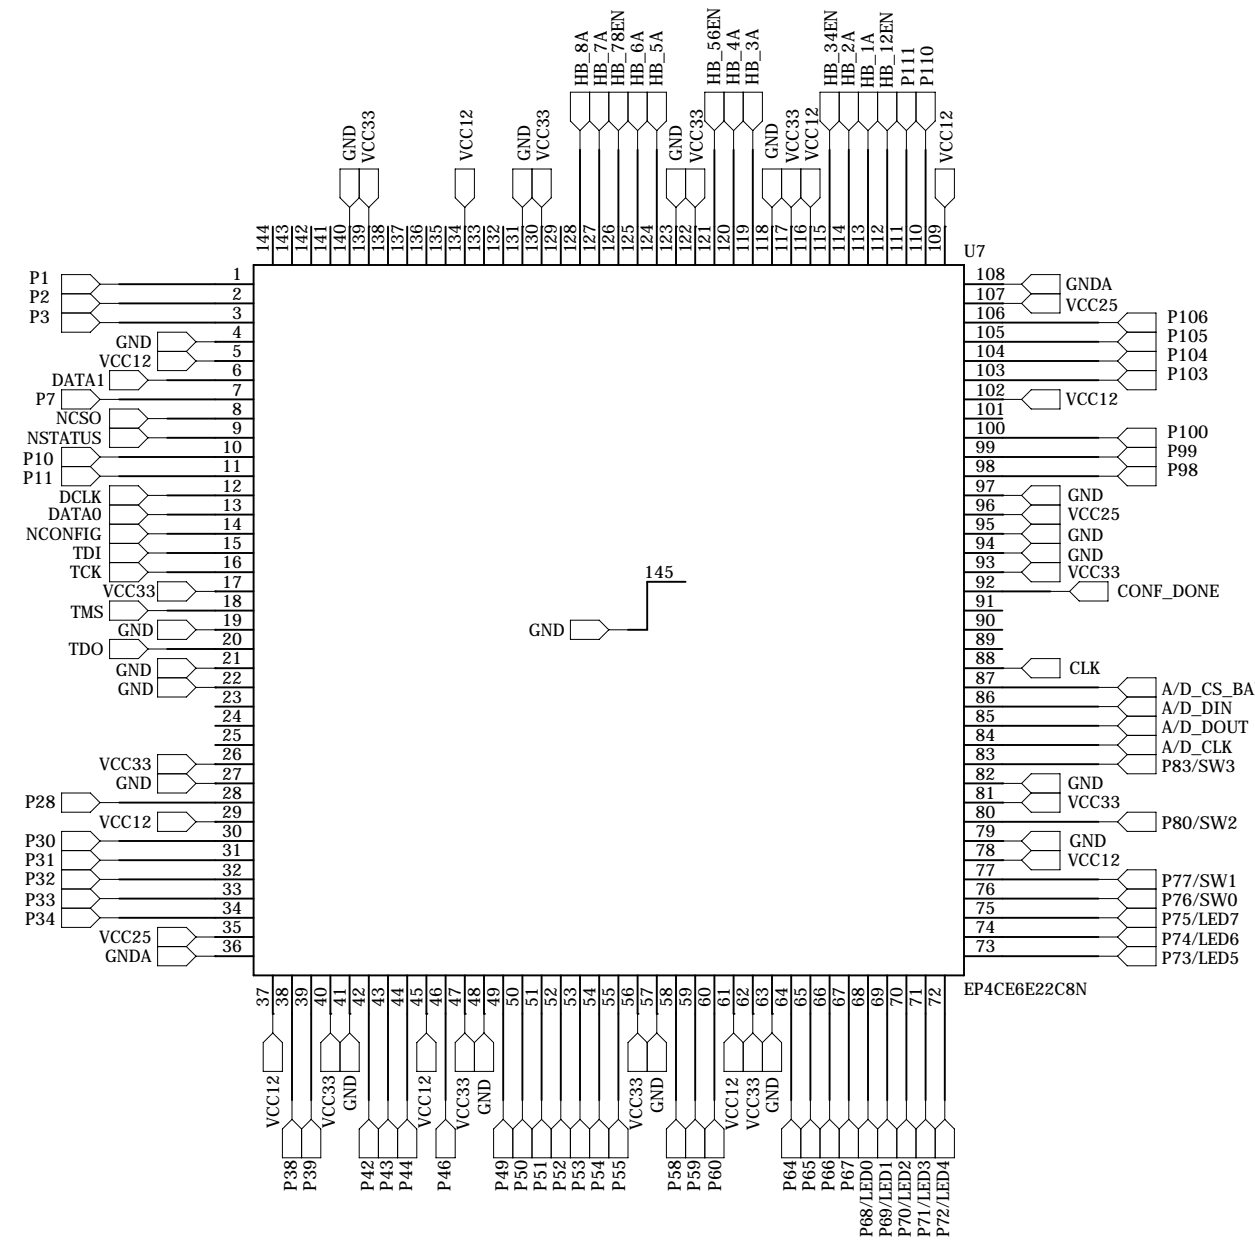 HB_8A
HB_7A
HB_78EN
HB_6A
HB_5A
HB_56EN
HB_4A
HB_3A
HB_34EN
HB_2A
HB_1A
HB_12EN
P111
P110
GND
VCC33
VCC12
GND
VCC33
GND
VCC33
GND
VCC33
VCC12
VCC12
144
143
142
141
140
139
138
137
136
135
134
133
132
131
130
129
128
127
126
125
124
123
122
121
120
119
118
117
116
115
114
113
112
111
110
109
U7
P1 1
P2 2
P3 3
GND 4
VCC12 5
DATA1 6
P7 7
NCSO 8
NSTATUS 9
P10 10
P11 11
DCLK 12
DATA0 13
NCONFIG 14
TDI 15
TCK 16
VCC33 17
TMS 18
GND 19
TDO 20
GND 21
GND 22
23
24
25
VCC33 26
GND 27
P28 28
VCC12 29
P30 30
P31 31
P32 32
P33 33
P34 34
VCC25 35
GNDA 36
145
GND
108 GNDA
107 VCC25
106 P106
105 P105
104 P104
103 P103
102 VCC12
101
100 P100
99 P99
98 P98
97 GND
96 VCC25
95 GND
94 GND
93 VCC33
92 CONF_DONE
91
90
89
88 CLK
87 A/D_CS_BA
86 A/D_DIN
85 A/D_DOUT
84 A/D_CLK
83 P83/SW3
82 GND
81 VCC33
80 P80/SW2
79 GND
78 VCC12
77 P77/SW1
76 P76/SW0
75 P75/LED7
74 P74/LED6
73 P73/LED5
EP4CE6E22C8N
37
38
39
40
41
42
43
44
45
46
47
48
49
50
51
52
53
54
55
56
57
58
59
60
61
62
63
64
65
66
67
68
69
70
71
72
VCC12
VCC33
GND
VCC12
VCC33
GND
VCC33
GND
VCC12
VCC33
GND
P38
P39
P42
P43
P44
P46
P49
P50
P51
P52
P53
P54
P55
P58
P59
P60
P64
P65
P66
P67
P68/LED0
P69/LED1
P70/LED2
P71/LED3
P72/LED4